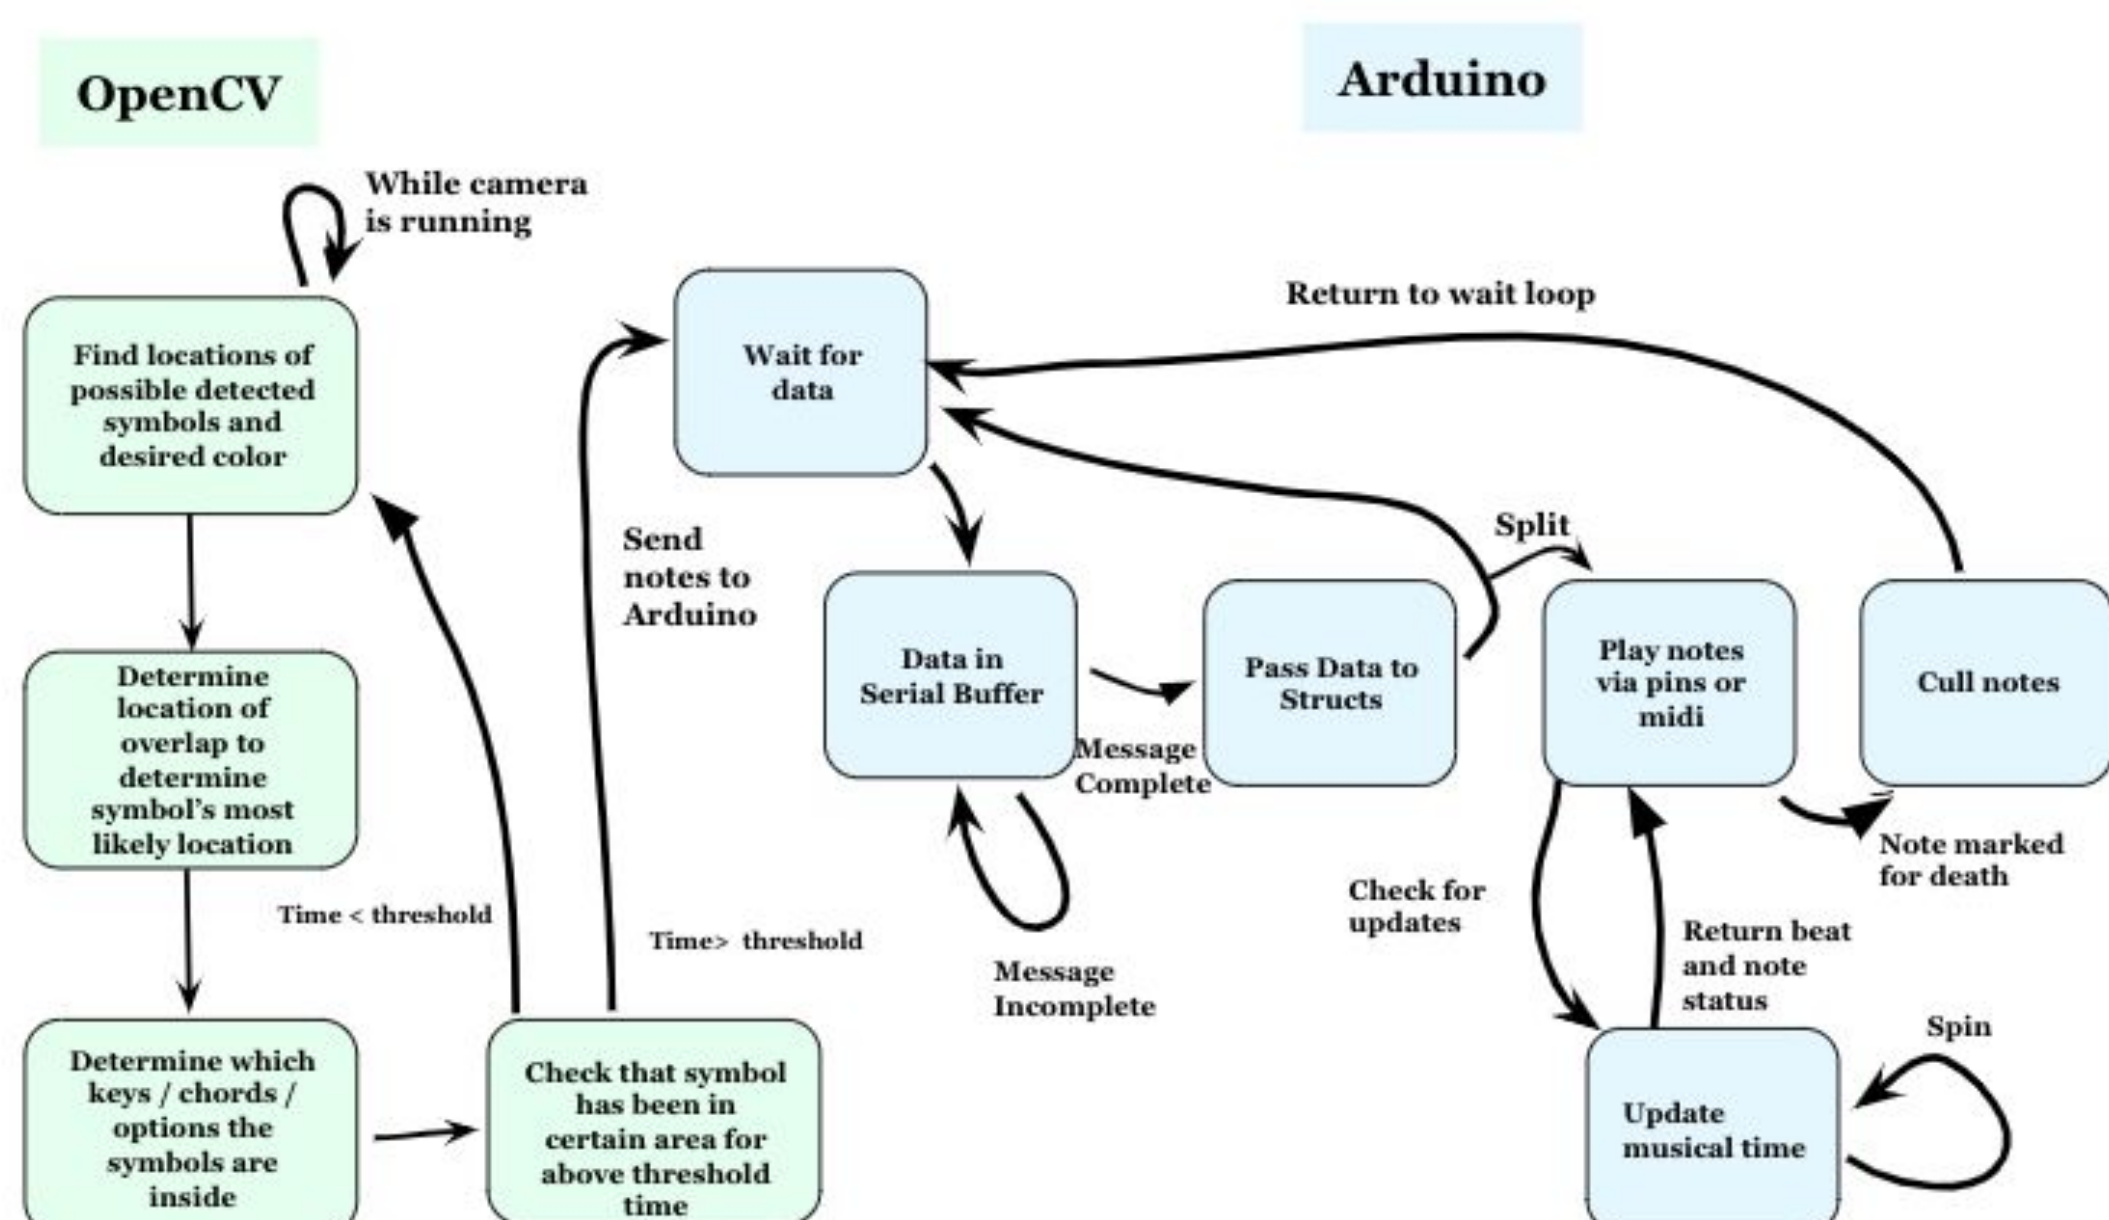 OpenCV
Arduino
While camera
is running
Find locations of
possible detected
symbols and
desired color
Determine
location of
overlap to
determine
symbol's most
likely location
Time < threshold
Determine which
keys / chords /
options the
symbols are
inside
Check that symbol
has been in
certain area for
above threshold
time
Send
notes to
Arduino
Time> threshold
Wait for
data
Return to wait loop
Data in
Serial Buffer
Message
Complete
Message
Incomplete
Pass Data to
Structs
Split
Play notes
via pins or
midi
Cull notes
Note marked
for death
Check for
updates
Return beat
and note
status
Update
musical time
Spin